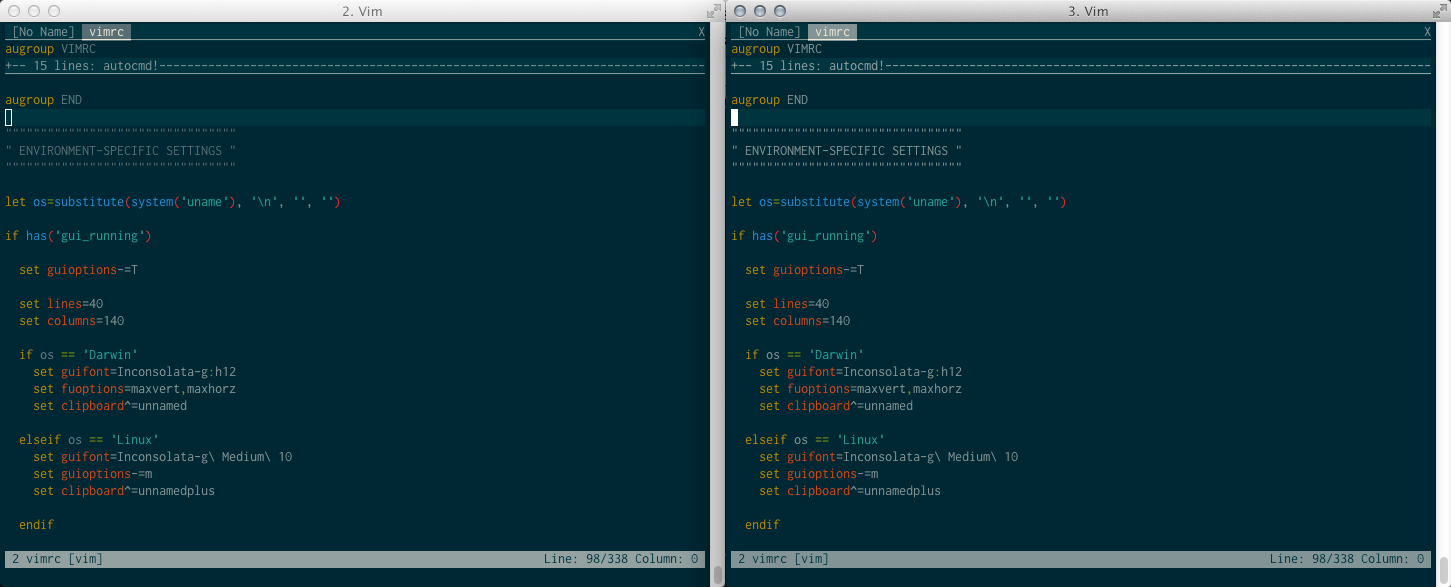 2. Vim
[No Name] vimrc X
augroup VIMRC
+-- 15 lines: autocmd!--------------------------------------------------------------------------------
augroup END
"""""""""""""""""""""""""""""""""
" ENVIRONMENT-SPECIFIC SETTINGS "
"""""""""""""""""""""""""""""""""
let os=substitute(system('uname'), '\n', '', '')
if has('gui_running')
set guioptions-=T
set lines=40
set columns=140
if os == 'Darwin'
set guifont=Inconsolata-g:h12
set fuoptions=maxvert,maxhorz
set clipboard^=unnamed
elseif os == 'Linux'
set guifont=Inconsolata-g\ Medium\ 10
set guioptions-=m
set clipboard^=unnamedplus
endif
2 vimrc [vim] Line: 98/338 Column: 0
3. Vim
[No Name] vimrc X
augroup VIMRC
+-- 15 lines: autocmd!--------------------------------------------------------------------------------
augroup END
"""""""""""""""""""""""""""""""""
" ENVIRONMENT-SPECIFIC SETTINGS "
"""""""""""""""""""""""""""""""""
let os=substitute(system('uname'), '\n', '', '')
if has('gui_running')
set guioptions-=T
set lines=40
set columns=140
if os == 'Darwin'
set guifont=Inconsolata-g:h12
set fuoptions=maxvert,maxhorz
set clipboard^=unnamed
elseif os == 'Linux'
set guifont=Inconsolata-g\ Medium\ 10
set guioptions-=m
set clipboard^=unnamedplus
endif
2 vimrc [vim] Line: 98/338 Column: 0